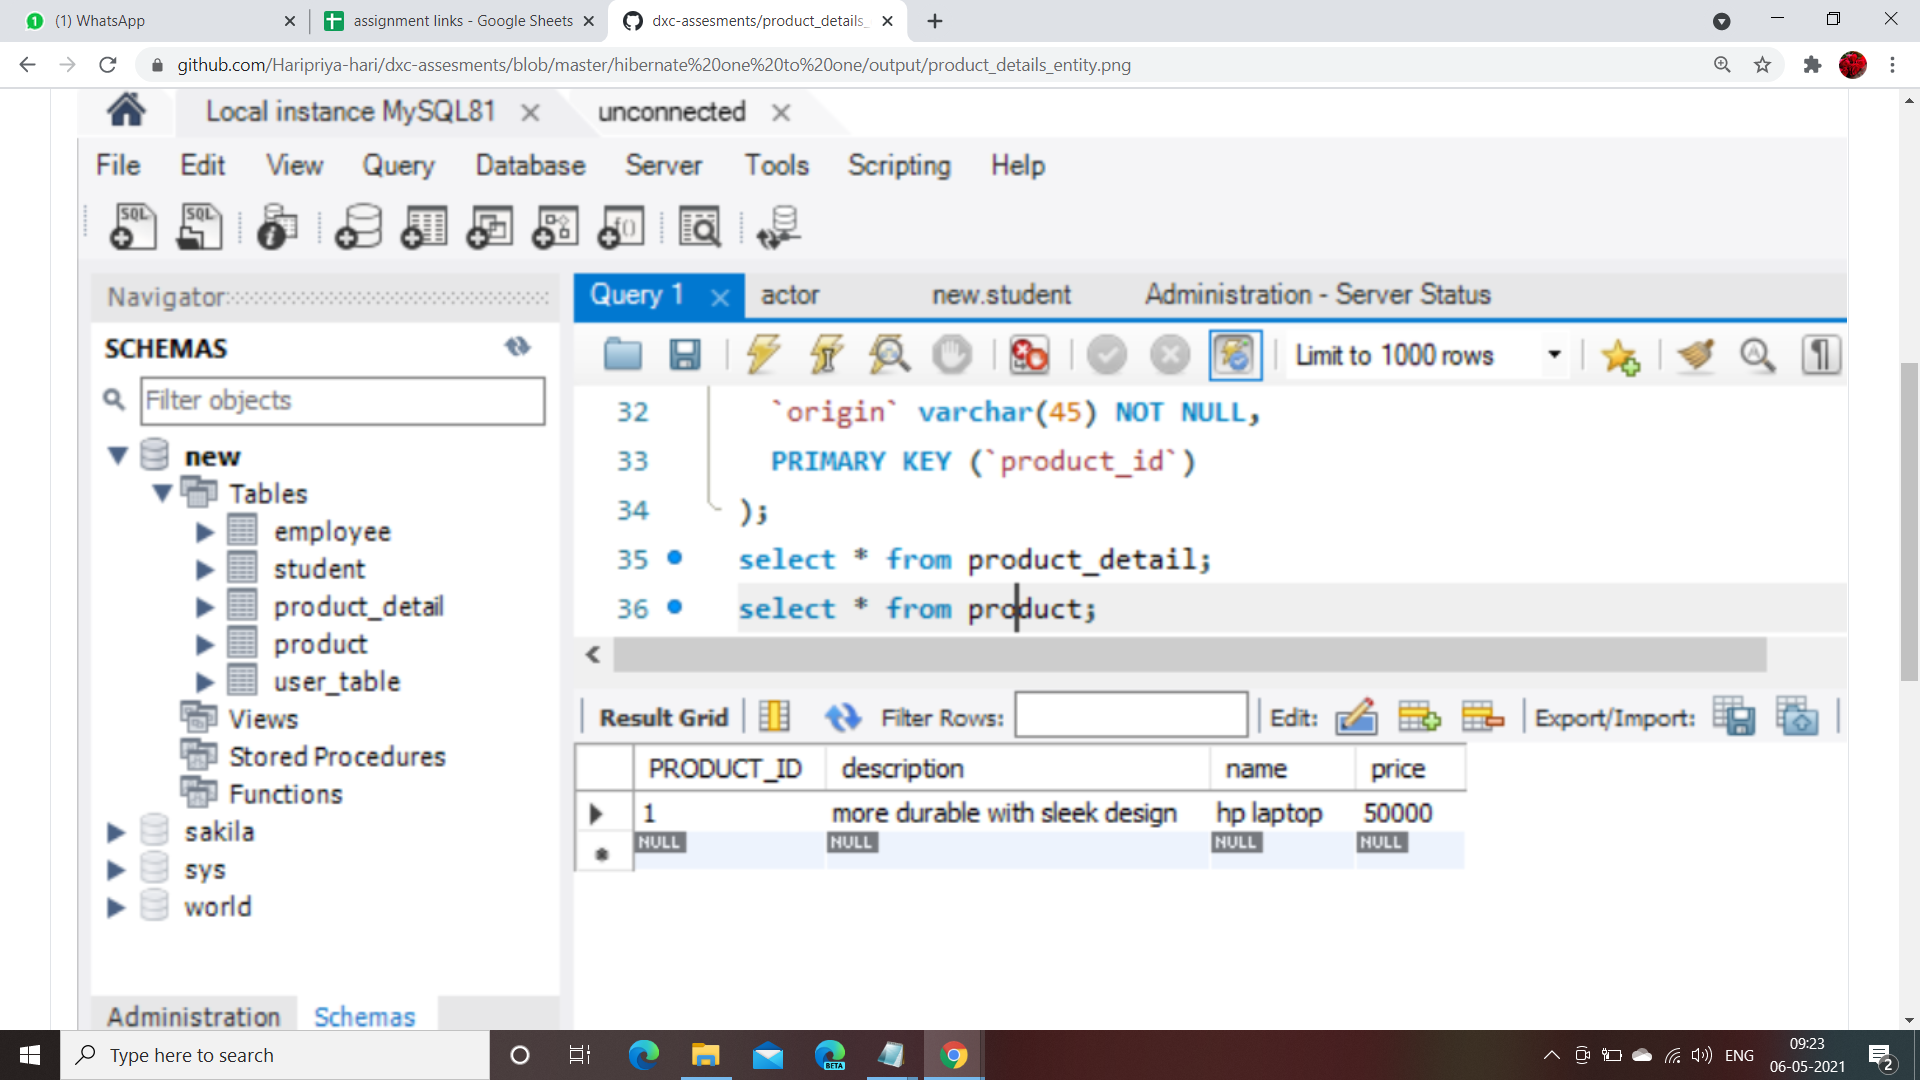 (1) WhatsApp
assignment links - Google Sheets
dxc-assesments/product_details_
github.com/Haripriya-hari/dxc-assesments/blob/master/hibernate%20one%20to%20one/output/product_details_entity.png
Local instance MySQL81
unconnected
File Edit View Query Database Server Tools Scripting Help
SQL SQL
Navigator
SCHEMAS
Filter objects
new
Tables
employee
student
product_detail
product
user_table
Views
Stored Procedures
Functions
sakila
sys
world
Administration Schemas
Query 1 actor new.student Administration - Server Status
Limit to 1000 rows
32 `origin` varchar(45) NOT NULL,
33 PRIMARY KEY (`product_id`)
34 );
35 select * from product_detail;
36 select * from product;
Result Grid Filter Rows: Edit: Export/Import:
PRODUCT_ID description name price
1 more durable with sleek design hp laptop 50000
NULL NULL NULL NULL
Type here to search
BETA
ENG
09:23
06-05-2021
2